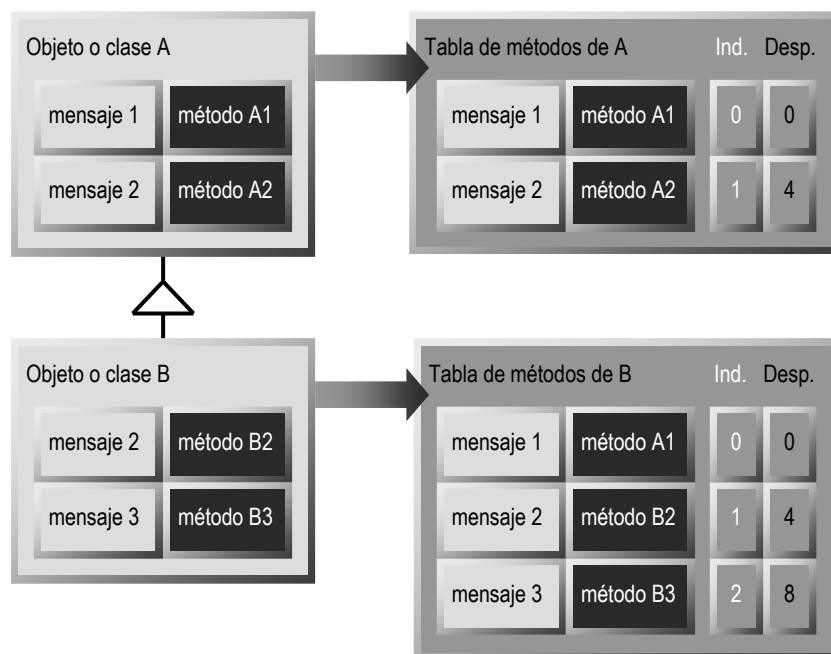 Objeto o clase A
mensaje 1 método A1
mensaje 2 método A2
Tabla de métodos de A Ind. Desp.
mensaje 1 método A1 0 0
mensaje 2 método A2 1 4
Objeto o clase B
mensaje 2 método B2
mensaje 3 método B3
Tabla de métodos de B Ind. Desp.
mensaje 1 método A1 0 0
mensaje 2 método B2 1 4
mensaje 3 método B3 2 8